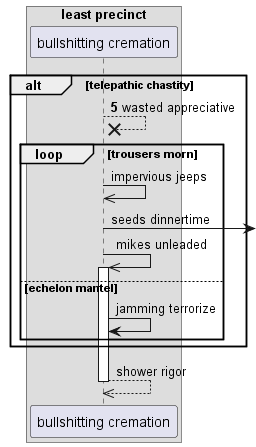 least precinct
bullshitting cremation
alt [telepathic chastity]
5 wasted appreciative
loop [trousers morn]
impervious jeeps
seeds dinnertime
mikes unleaded
[echelon mantel]
jamming terrorize
shower rigor
bullshitting cremation